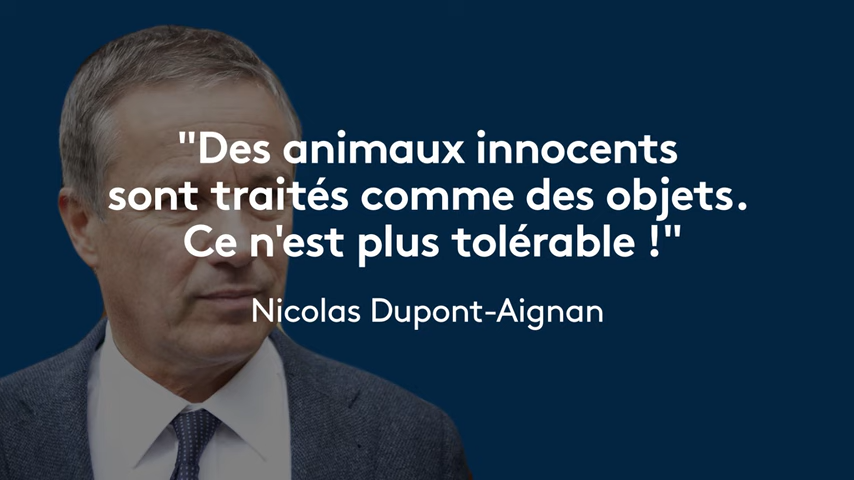 "Des animaux innocents
sont traités comme des objets.
Ce n'est plus tolérable !"
Nicolas Dupont-Aignan